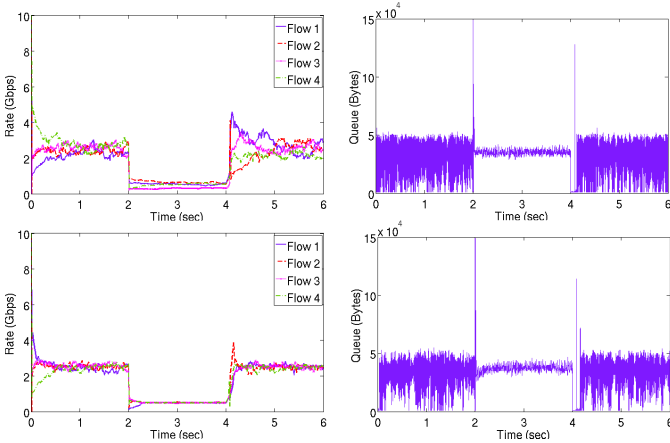 10
8
6
4
2
0
0 1 2 3 4 5 6
Rate (Gbps)
Time (sec)
Flow 1
Flow 2
Flow 3
Flow 4
15 x 10 4
10
5
0
0 1 2 3 4 5 6
Queue (Bytes)
Time (sec)
10
8
6
4
2
0
0 1 2 3 4 5 6
Rate (Gbps)
Time (sec)
Flow 1
Flow 2
Flow 3
Flow 4
15 x 10 4
10
5
0
0 1 2 3 4 5 6
Queue (Bytes)
Time (sec)